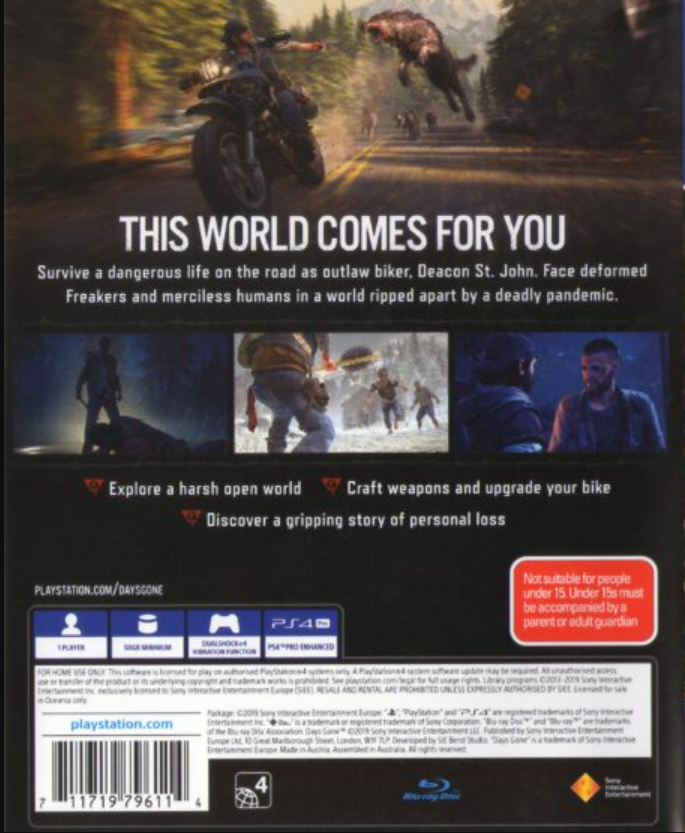 THIS WORLD COMES FOR YOU
Survive a dangerous life on the road as outlaw biker, Deacon St. John. Face deformed
Freakers and merciless humans in a world ripped apart by a deadly pandemic.
Explore a harsh open world
Craft weapons and upgrade your bike
Discover a gripping story of personal loss
PLAYSTATION.COM/DAYSGONE
Not suitable for people
under 15. Under 15s must
be accompanied by a
parent or adult guardian
PS4 Pro
1 PLAYER
50GB MINIMUM
DUALSHOCK®4
VIBRATION FUNCTION
PS4™PRO ENHANCED
FOR HOME USE ONLY. This software is licensed for play on authorised PlayStation®4 systems only. A PlayStation®4 system software update may be required. All unauthorised access,
use or transfer of the product or its underlying copyright and trademark works is prohibited. See playstation.com/legal for full usage rights. Library programs ©2013-2019 Sony Interactive
Entertainment Inc. exclusively licensed to Sony Interactive Entertainment Europe (SIEE). RESALE AND RENTAL ARE PROHIBITED UNLESS EXPRESSLY AUTHORISED BY SIEE. Licensed for sale
in Oceania only.
playstation.com
Package: ©2019 Sony Interactive Entertainment Europe. "PlayStation" and "PS4" are registered trademarks of Sony Interactive
Entertainment Inc. is a trademark or registered trademark of Sony Corporation. "Blu-ray Disc™" and "Blu-ray™" are trademarks
of the Blu-ray Disc Association. Days Gone™ ©2019 Sony Interactive Entertainment LLC. Published by Sony Interactive Entertainment
Europe Ltd, 10 Great Marlborough Street, London, W1F 7LP. Developed by SIE Bend Studio. "Days Gone" is a trademark of Sony Interactive
Entertainment Europe. Made in Austria. Assembled in Australia. All rights reserved.
7 11719 79611 4
4
Blu-ray Disc
Sony
Interactive
Entertainment